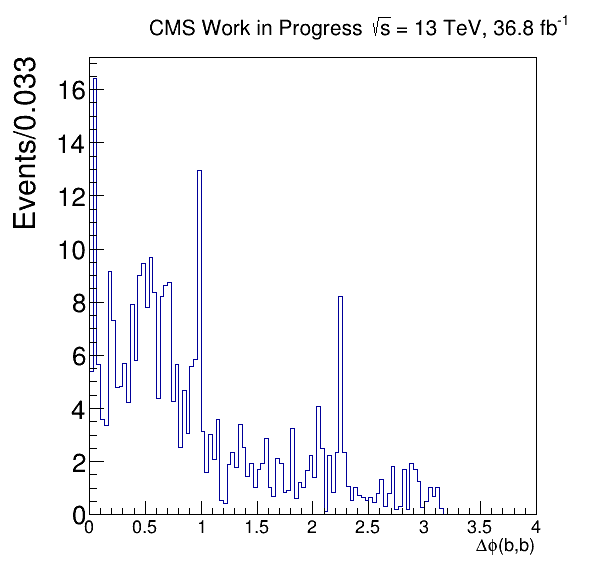 CMS Work in Progress √s = 13 TeV, 36.8 fb⁻¹
Events/0.033
16
14
12
10
8
6
4
2
0
0 0.5 1 1.5 2 2.5 3 3.5 4
Δϕ(b,b)